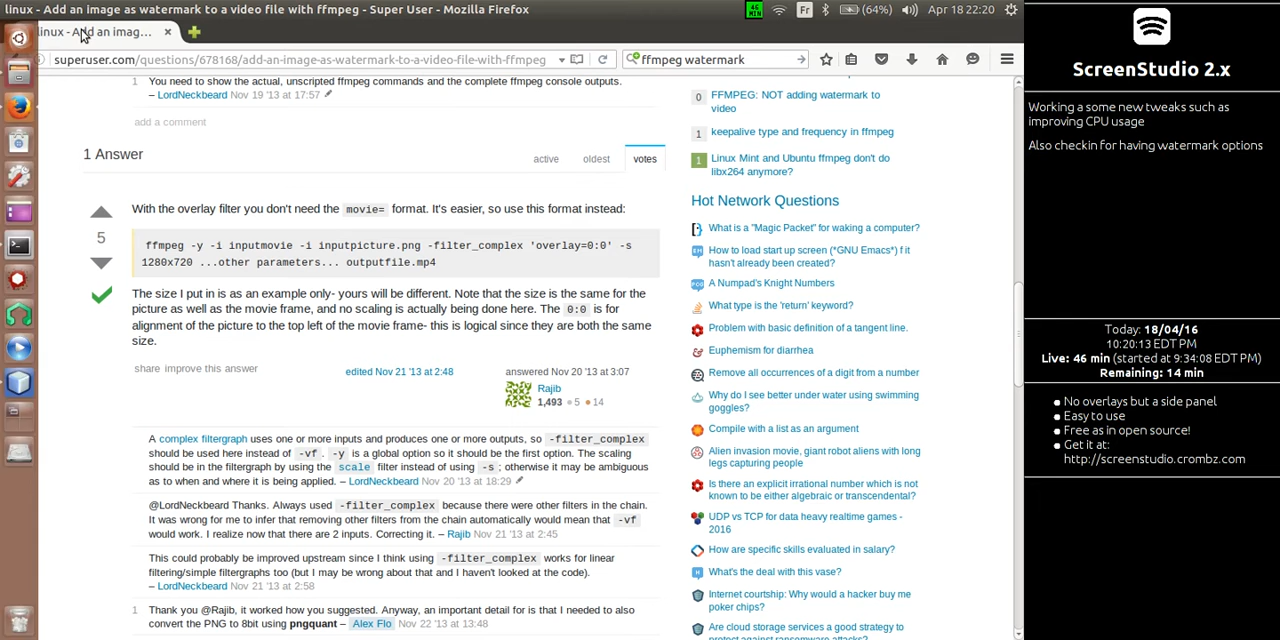 linux - Add an image as watermark to a video file with ffmpeg - Super User - Mozilla Firefox
46 MIN
Fr
(64%)
Apr 18 22:20
linux - Add an imag...
superuser.com/questions/678168/add-an-image-as-watermark-to-a-video-file-with-ffmpeg
ffmpeg watermark
1 You need to show the actual, unscripted ffmpeg commands and the complete ffmpeg console outputs.
– LordNeckbeard Nov 19 '13 at 17:57
add a comment
1 Answer
active
oldest
votes
With the overlay filter you don't need the movie= format. It's easier, so use this format instead:
5
ffmpeg -y -i inputmovie -i inputpicture.png -filter_complex 'overlay=0:0' -s
1280x720 ...other parameters... outputfile.mp4
The size I put in is as an example only- yours will be different. Note that the size is the same for the
picture as well as the movie frame, and no scaling is actually being done here. The 0:0 is for
alignment of the picture to the top left of the movie frame- this is logical since they are both the same
size.
share improve this answer
edited Nov 21 '13 at 2:48
answered Nov 20 '13 at 3:07
Rajib
1,493 5 14
A complex filtergraph uses one or more inputs and produces one or more outputs, so -filter_complex
should be used here instead of -vf . -y is a global option so it should be the first option. The scaling
should be in the filtergraph by using the scale filter instead of using -s ; otherwise it may be ambiguous
as to when and where it is being applied. – LordNeckbeard Nov 20 '13 at 18:29
@LordNeckbeard Thanks. Always used -filter_complex because there were other filters in the chain.
It was wrong for me to infer that removing other filters from the chain automatically would mean that -vf
would work. I realize now that there are 2 inputs. Correcting it. – Rajib Nov 21 '13 at 2:45
This could probably be improved upstream since I think using -filter_complex works for linear
filtering/simple filtergraphs too (but I may be wrong about that and I haven't looked at the code).
– LordNeckbeard Nov 21 '13 at 2:58
1 Thank you @Rajib, it worked how you suggested. Anyway, an important detail for is that I needed to also
convert the PNG to 8bit using pngquant – Alex Flo Nov 22 '13 at 13:48
0 FFMPEG: NOT adding watermark to
video
1 keepalive type and frequency in ffmpeg
1 Linux Mint and Ubuntu ffmpeg don't do
libx264 anymore?
Hot Network Questions
What is a "Magic Packet" for waking a computer?
How to load start up screen (*GNU Emacs*) f it
hasn't already been created?
A Numpad's Knight Numbers
What type is the 'return' keyword?
Problem with basic definition of a tangent line.
Euphemism for diarrhea
Remove all occurrences of a digit from a number
Why do I see better under water using swimming
goggles?
Compile with a list as an argument
Alien invasion movie, giant robot aliens with long
legs capturing people
Is there an explicit irrational number which is not
known to be either algebraic or transcendental?
UDP vs TCP for data heavy realtime games -
2016
How are specific skills evaluated in salary?
What's the deal with this vase?
Internet courtship: Why would a hacker buy me
poker chips?
Are cloud storage services a good strategy to
protect against ransomware attacks?
ScreenStudio 2.x
Working a some new tweaks such as
improving CPU usage
Also checkin for having watermark options
Today: 18/04/16
10:20:13 EDT PM
Live: 46 min (started at 9:34:08 EDT PM)
Remaining: 14 min
No overlays but a side panel
Easy to use
Free as in open source!
Get it at:
http://screenstudio.crombz.com